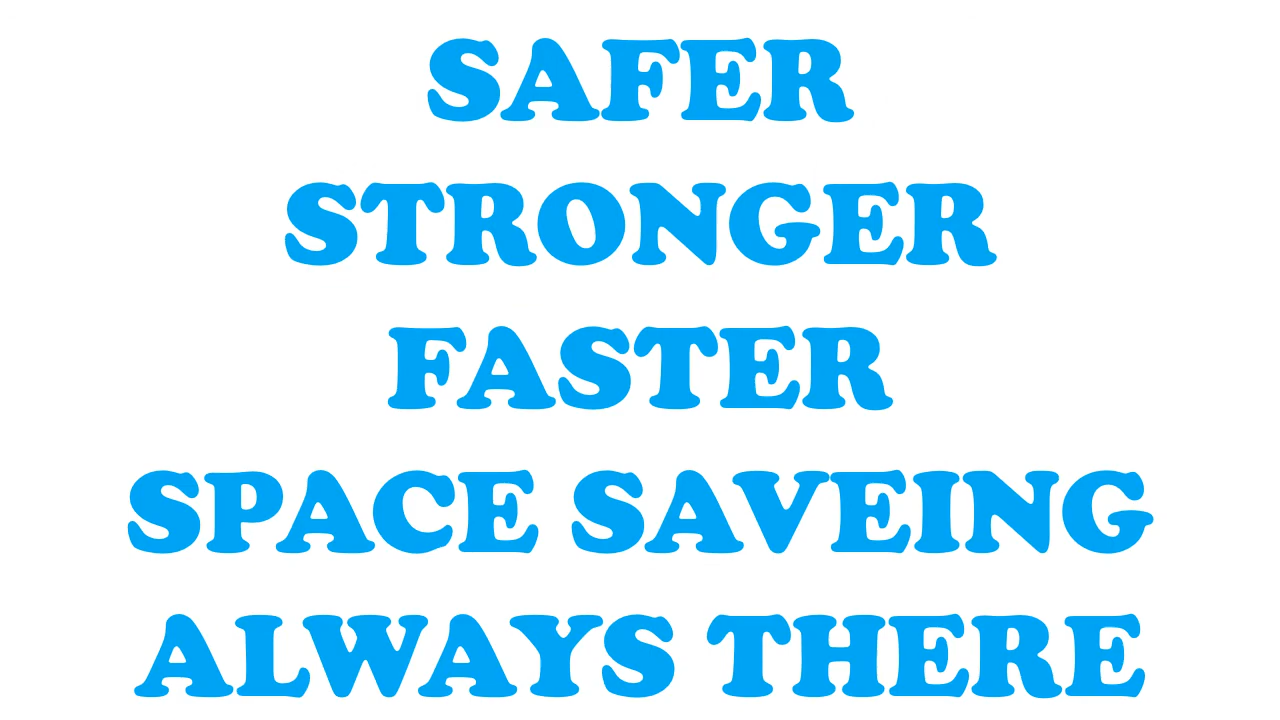 SAFER
STRONGER
FASTER
SPACE SAVEING
ALWAYS THERE